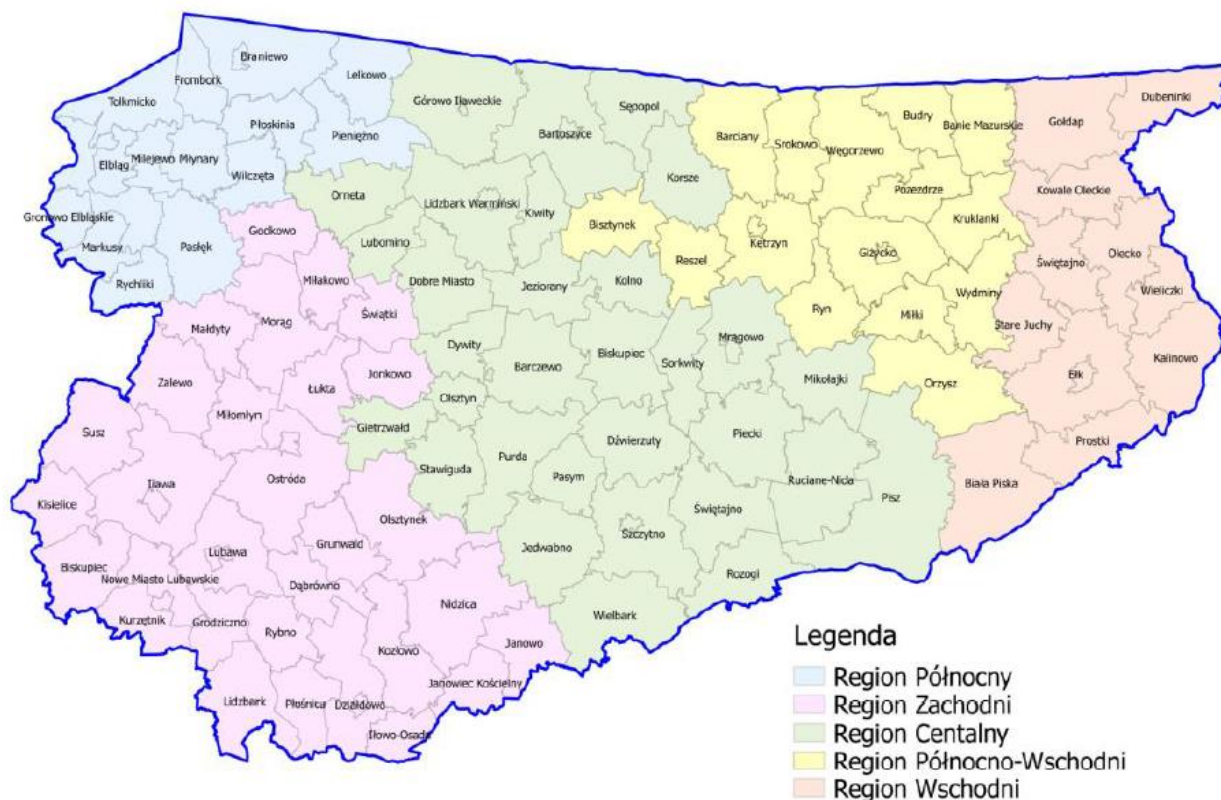 Braniewo
Frombork
Lelkowo
Tolkmicko
Płoskinia
Pieniężno
Elbląg
Milejewo
Młynary
Wilczęta
Gronowo Elbląskie
Markusy
Pasłęk
Rychliki
Górowo Iławeckie
Sępopol
Bartoszyce
Korsze
Orneta
Lidzbark Warmiński
Kiwity
Lubomino
Dobre Miasto
Jeziorany
Kolno
Barciany
Srokowo
Węgorzewo
Budry
Banie Mazurskie
Pozezdrze
Kruklanki
Bisztynek
Reszel
Kętrzyn
Giżycko
Wydminy
Ryn
Miłki
Orzysz
Gołdap
Dubeninki
Kowale Oleckie
Świętajno
Olecko
Wieliczki
Stare Juchy
Ełk
Kalinowo
Prostki
Biała Piska
Godkowo
Miłakowo
Świątki
Małdyty
Morąg
Zalewo
Łukta
Jonkowo
Miłomłyn
Susz
Iława
Ostróda
Kisielice
Olsztynek
Grunwald
Lubawa
Biskupiec
Nowe Miasto Lubawskie
Dąbrówno
Kurzętnik
Grodziczno
Rybno
Nidzica
Kozłowo
Janowo
Janowiec Kościelny
Lidzbark
Płośnica
Działdowo
Iłowo-Osada
Dywity
Barczewo
Biskupiec
Sorkwity
Mrągowo
Mikołajki
Olsztyn
Gietrzwałd
Stawiguda
Purda
Pasym
Dźwierzuty
Piecki
Ruciane-Nida
Pisz
Jedwabno
Szczytno
Świętajno
Rozogi
Wielbark
Legenda
Region Północny
Region Zachodni
Region Centalny
Region Północno-Wschodni
Region Wschodni